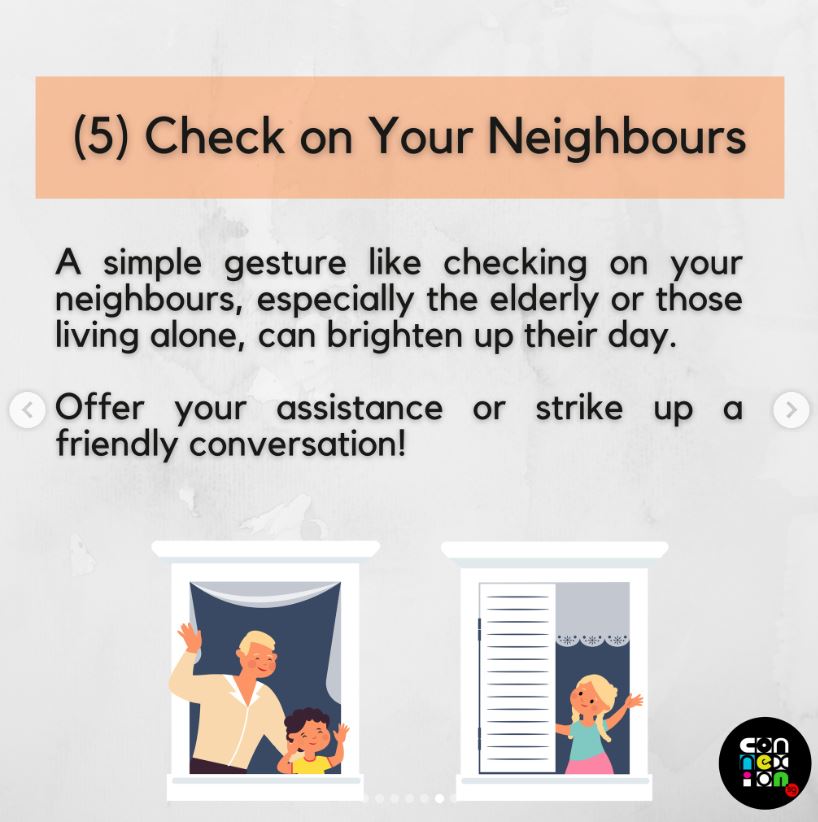 (5) Check on Your Neighbours
A simple gesture like checking on your
neighbours, especially the elderly or those
living alone, can brighten up their day.
Offer your assistance or strike up a
friendly conversation!
con
nex
ion
SG